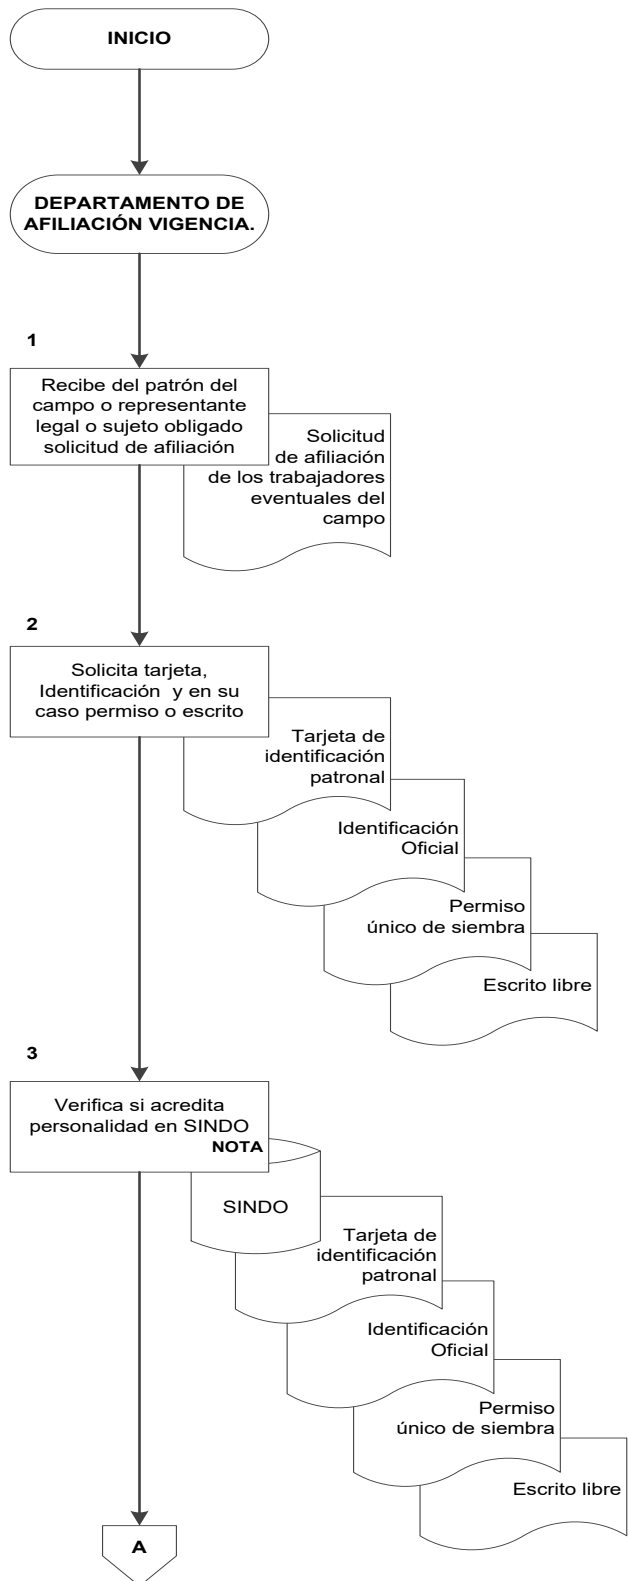 INICIO
DEPARTAMENTO DE
AFILIACIÓN VIGENCIA.
1
Recibe del patrón del
campo o representante
legal o sujeto obligado
solicitud de afiliación
Solicitud
de afiliación
de los trabajadores
eventuales del
campo
2
Solicita tarjeta,
Identificación y en su
caso permiso o escrito
Tarjeta de
identificación
patronal
Identificación
Oficial
Permiso
único de siembra
Escrito libre
3
Verifica si acredita
personalidad en SINDO
NOTA
SINDO
Tarjeta de
identificación
patronal
Identificación
Oficial
Permiso
único de siembra
Escrito libre
A